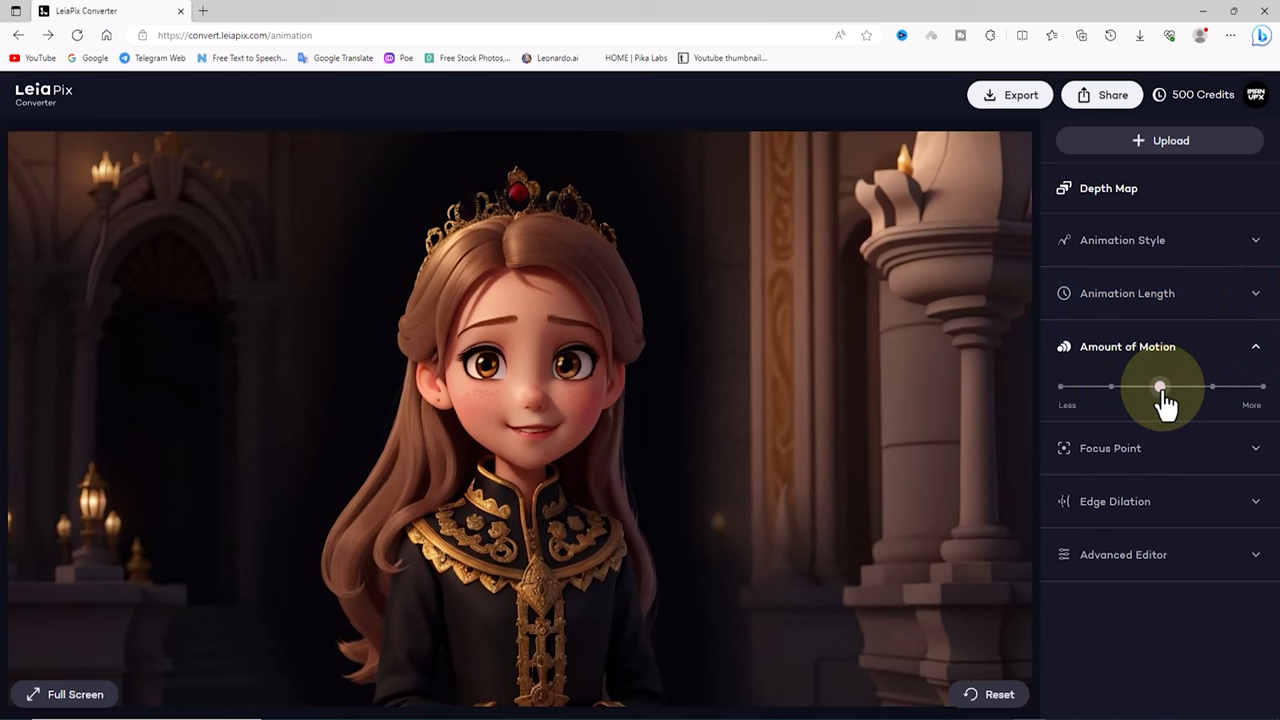 LeiaPix Converter
https://convert.leiapix.com/animation
YouTube
Google
Telegram Web
Free Text to Speech...
Google Translate
Poe
Free Stock Photos,...
Leonardo.ai
HOME | Pika Labs
Youtube thumbnail...
LeiaPix
Converter
Export
Share
500 Credits
IMAN
VFX
Upload
Depth Map
Animation Style
Animation Length
Amount of Motion
Less
More
Focus Point
Edge Dilation
Advanced Editor
Full Screen
Reset